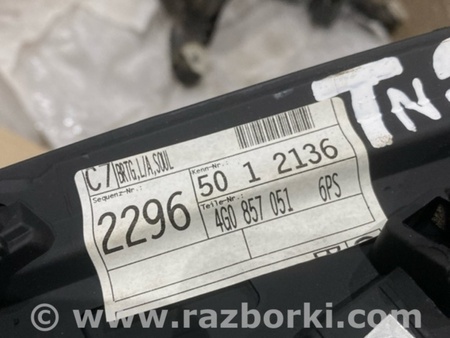 C7
BRTG,L/A,SOUL
Sequenz-Nr.:
2296
Kenn-Nr.:
50 1 2136
Teile-Nr.:
4G0 857 051 6PS
TN
© www.razborki.com